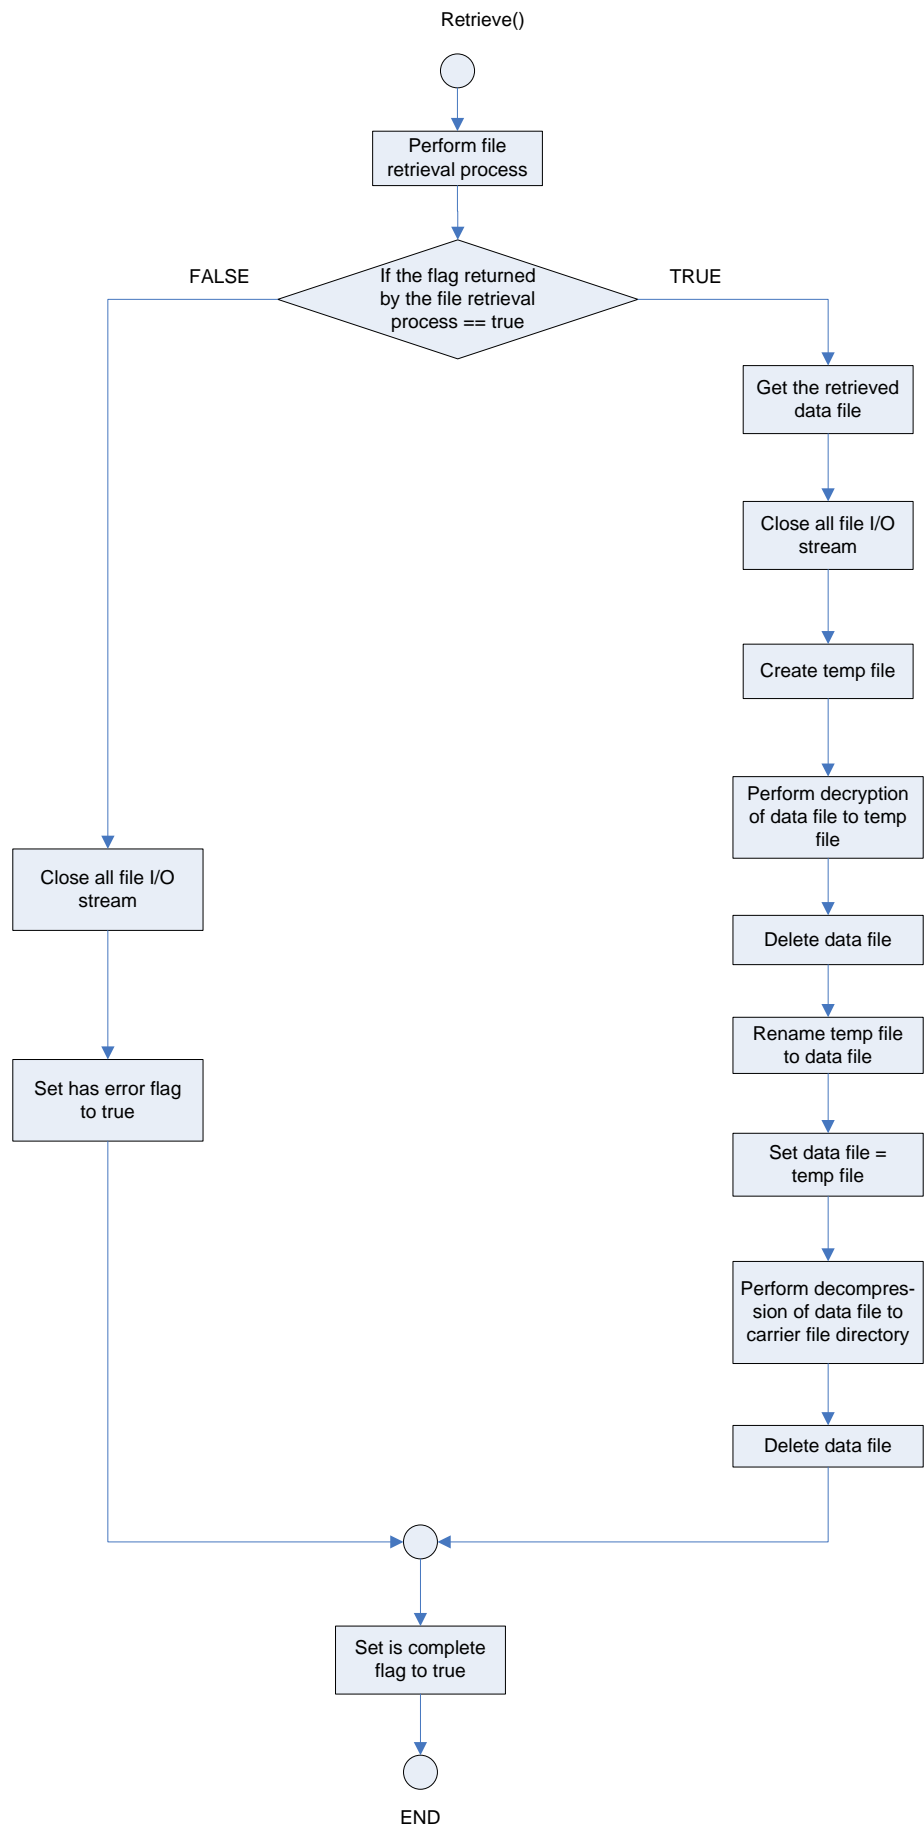 Retrieve()
Perform file
retrieval process
FALSE
If the flag returned
by the file retrieval
process == true
TRUE
Get the retrieved
data file
Close all file I/O
stream
Create temp file
Perform decryption
of data file to temp
file
Close all file I/O
stream
Delete data file
Rename temp file
to data file
Set has error flag
to true
Set data file =
temp file
Perform decompres-
sion of data file to
carrier file directory
Delete data file
Set is complete
flag to true
END